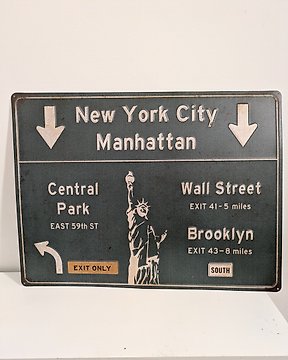 New York City
Manhattan
Central
Park
EAST 59th ST
EXIT ONLY
Wall Street
EXIT 41-5 miles
Brooklyn
EXIT 43-8 miles
SOUTH